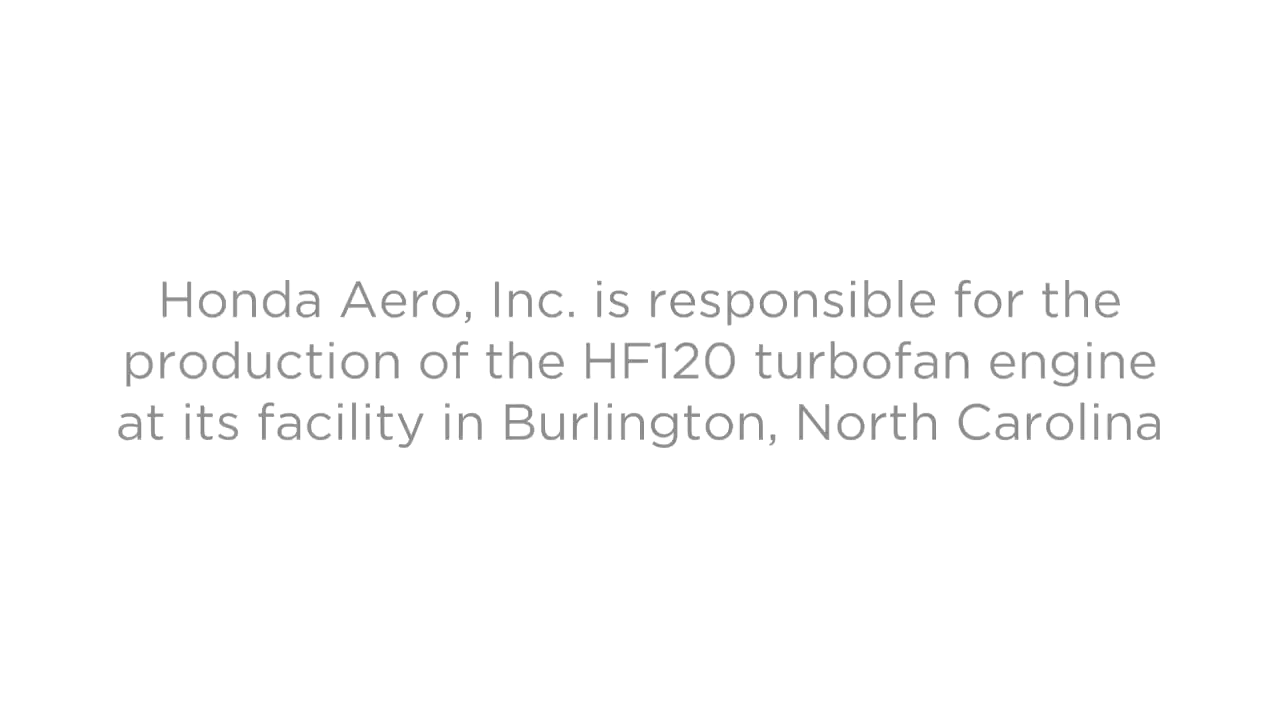 Honda Aero, Inc. is responsible for the
production of the HF120 turbofan engine
at its facility in Burlington, North Carolina